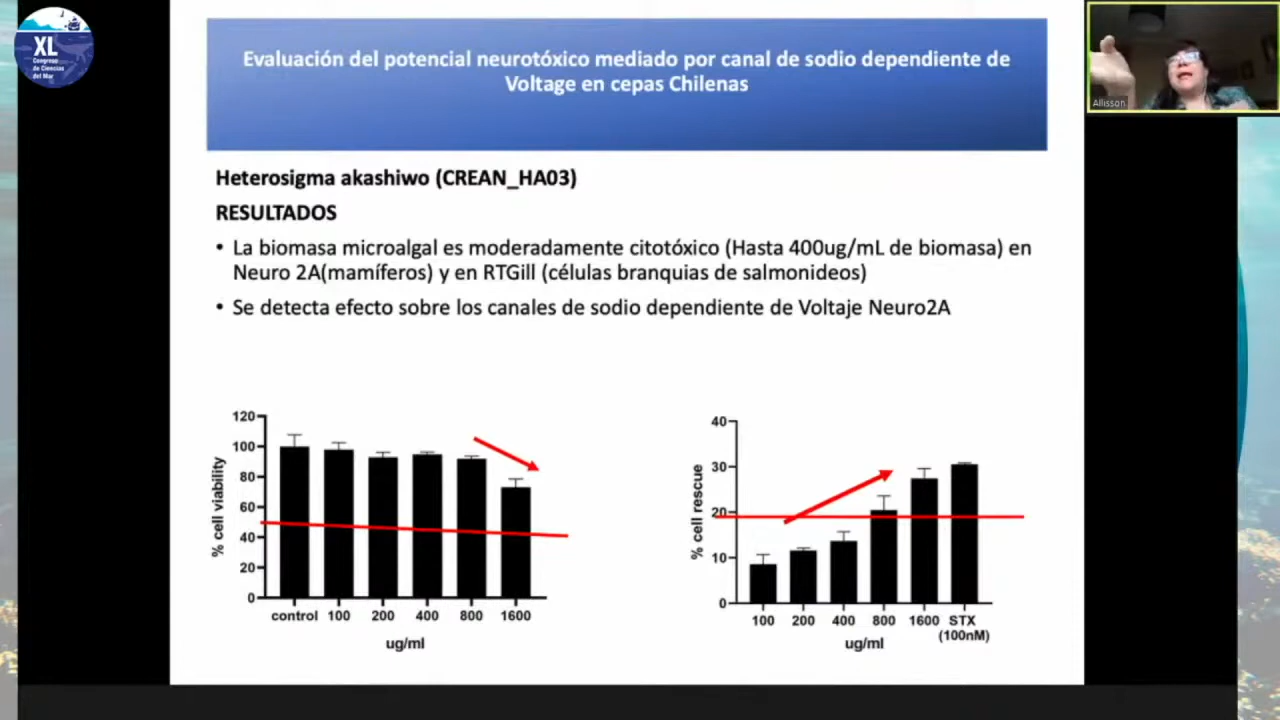 XL
Congreso
de Ciencias
del Mar
Evaluación del potencial neurotóxico mediado por canal de sodio dependiente de
Voltage en cepas Chilenas
Allisson
Heterosigma akashiwo (CREAN_HA03)
RESULTADOS
• La biomasa microalgal es moderadamente citotóxico (Hasta 400ug/mL de biomasa) en
Neuro 2A(mamíferos) y en RTGill (células branquias de salmonideos)
• Se detecta efecto sobre los canales de sodio dependiente de Voltaje Neuro2A
% cell viability
120
100
80
60
40
20
0
control 100 200 400 800 1600
ug/ml
% cell rescue
40
30
20
10
0
100 200 400 800 1600 STX
(100nM)
ug/ml